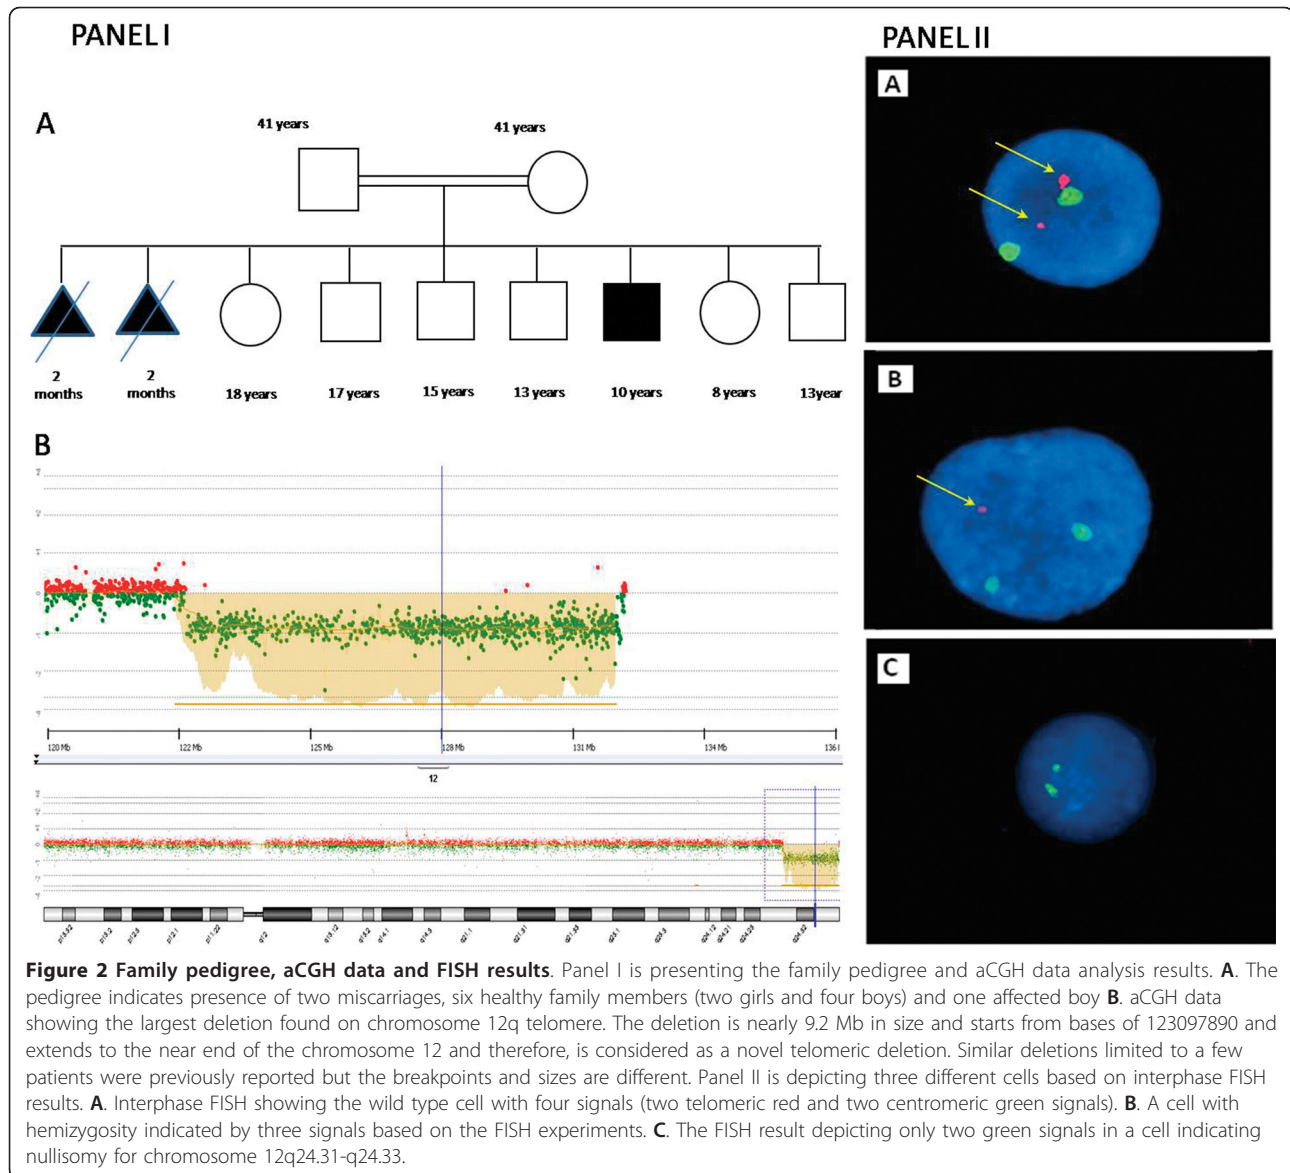 PANEL I
PANEL II
A
41 years
41 years
2 months
2 months
18 years
17 years
15 years
13 years
10 years
8 years
13year
B
120 Mb
122 Mb
125 Mb
128 Mb
131 Mb
134 Mb
136 I
12
A
B
C
Figure 2 Family pedigree, aCGH data and FISH results. Panel I is presenting the family pedigree and aCGH data analysis results. A. The
pedigree indicates presence of two miscarriages, six healthy family members (two girls and four boys) and one affected boy B. aCGH data
showing the largest deletion found on chromosome 12q telomere. The deletion is nearly 9.2 Mb in size and starts from bases of 123097890 and
extends to the near end of the chromosome 12 and therefore, is considered as a novel telomeric deletion. Similar deletions limited to a few
patients were previously reported but the breakpoints and sizes are different. Panel II is depicting three different cells based on interphase FISH
results. A. Interphase FISH showing the wild type cell with four signals (two telomeric red and two centromeric green signals). B. A cell with
hemizygosity indicated by three signals based on the FISH experiments. C. The FISH result depicting only two green signals in a cell indicating
nullisomy for chromosome 12q24.31-q24.33.